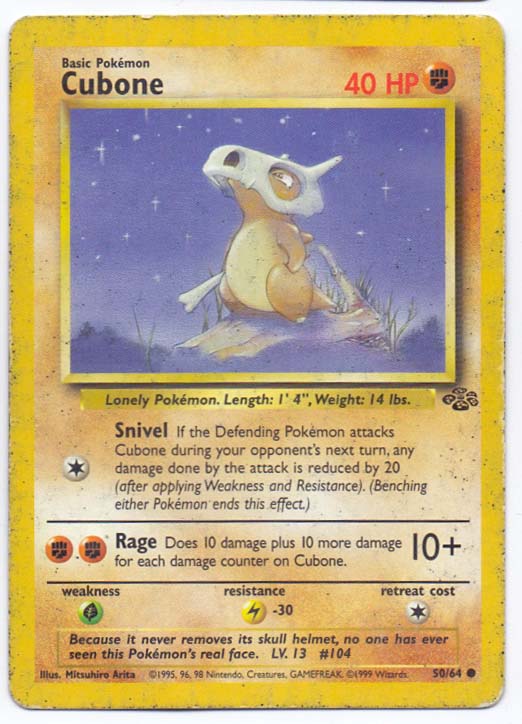 Basic Pokémon
Cubone
40 HP
Lonely Pokémon. Length: 1' 4", Weight: 14 lbs.
Snivel If the Defending Pokémon attacks
Cubone during your opponent's next turn, any
damage done by the attack is reduced by 20
(after applying Weakness and Resistance). (Benching
either Pokémon ends this effect.)
Rage Does 10 damage plus 10 more damage
for each damage counter on Cubone.
10+
weakness resistance retreat cost
-30
Because it never removes its skull helmet, no one has ever
seen this Pokémon's real face. LV. 13 #104
Illus. Mitsuhiro Arita ©1995, 96, 98 Nintendo, Creatures, GAMEFREAK. ©1999 Wizards. 50/64